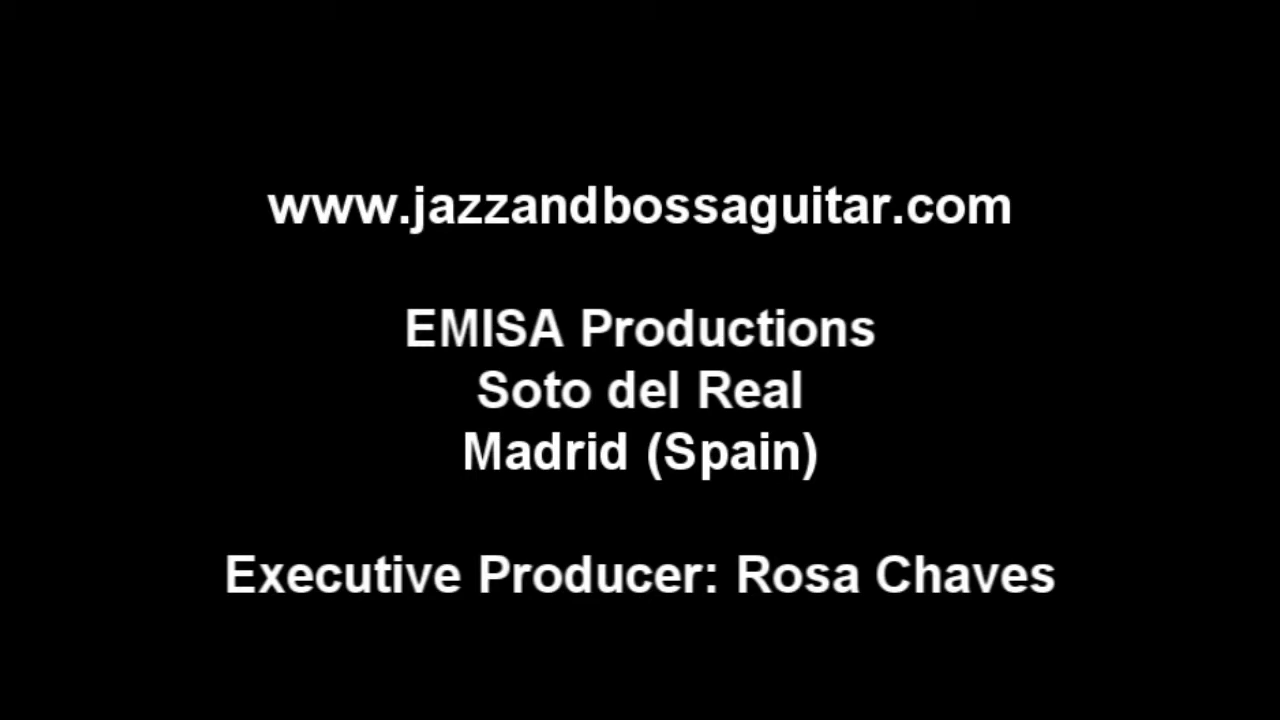 www.jazzandbossaguitar.com
EMISA Productions
Soto del Real
Madrid (Spain)
Executive Producer: Rosa Chaves